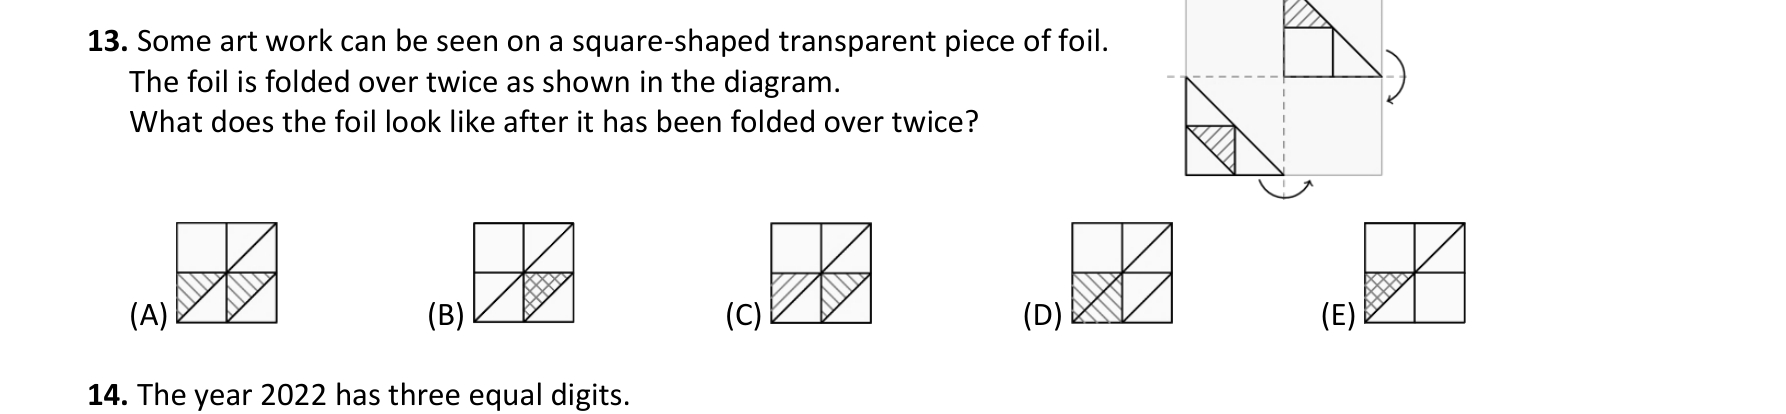 13. Some art work can be seen on a square-shaped transparent piece of foil.
The foil is folded over twice as shown in the diagram.
What does the foil look like after it has been folded over twice?
(A) (B) (C) (D) (E)
14. The year 2022 has three equal digits.